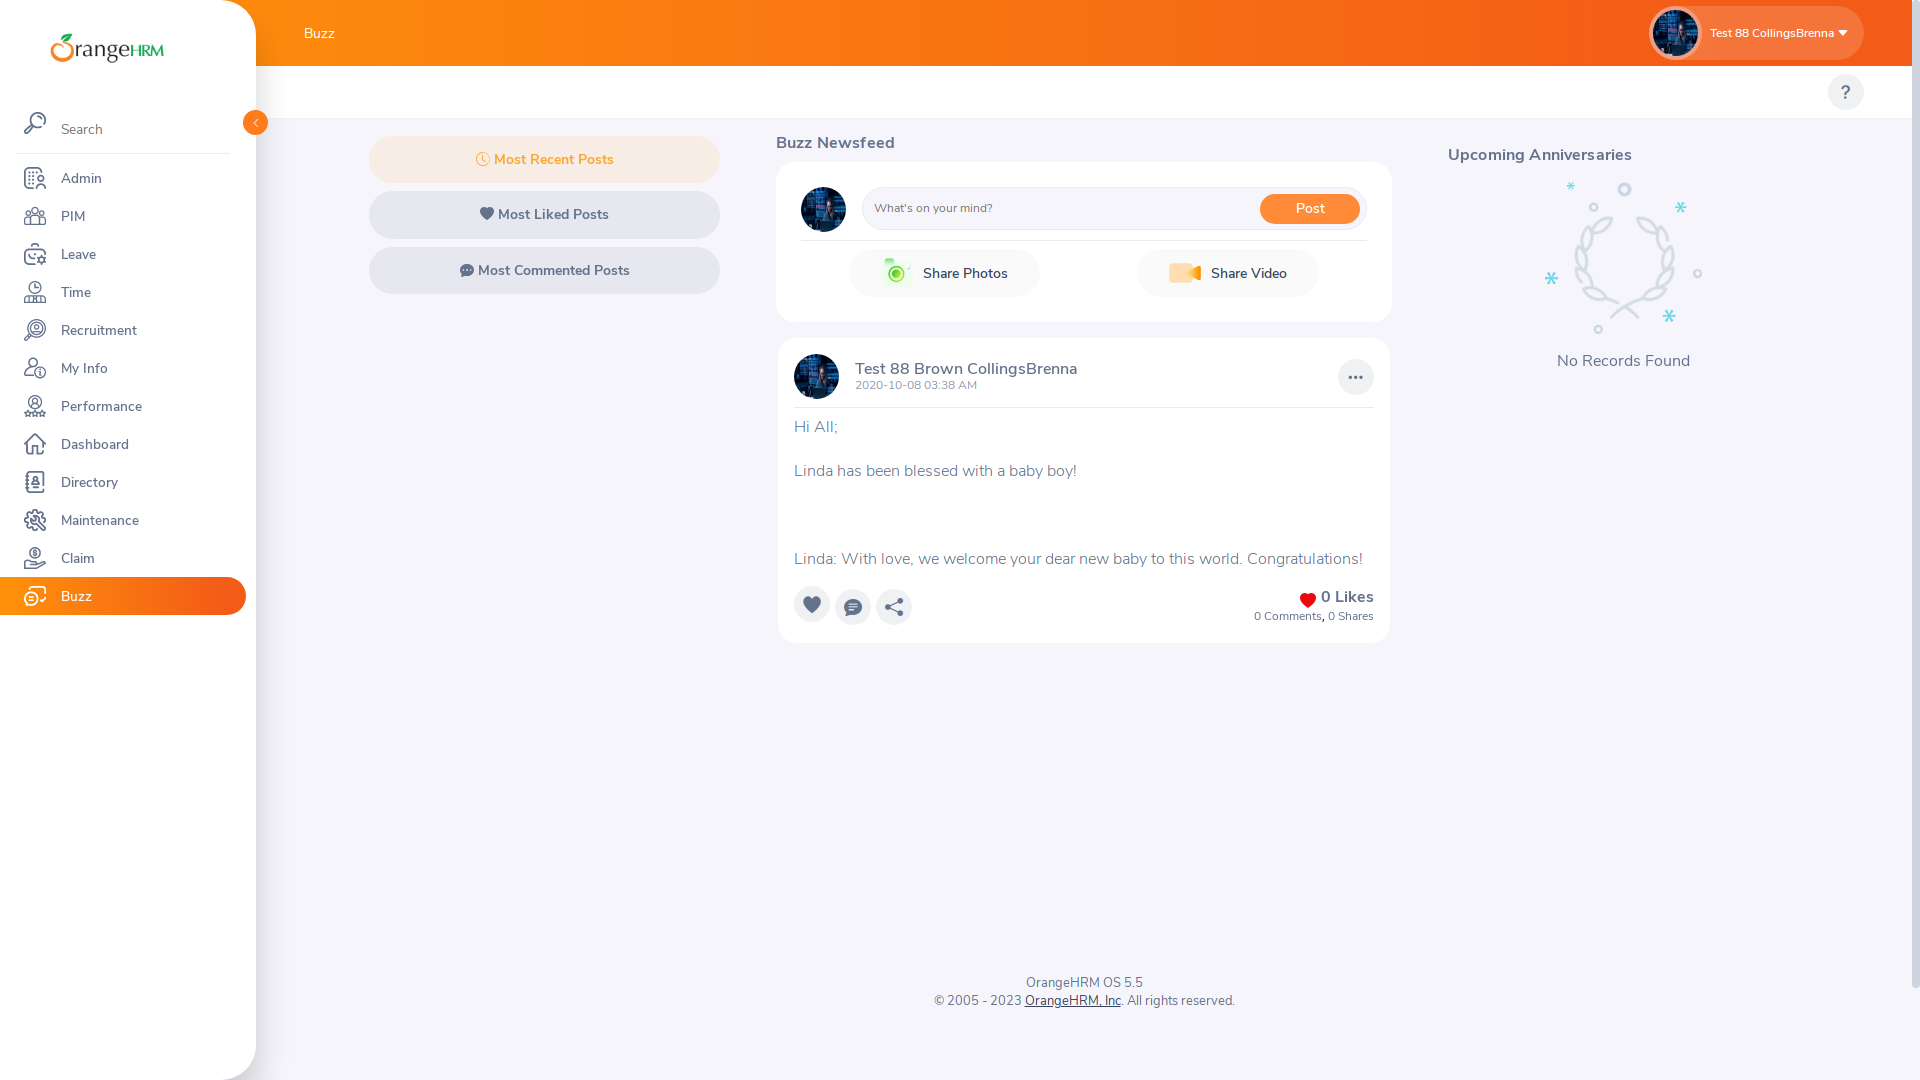 OrangeHRM
Search
Admin
PIM
Leave
Time
Recruitment
My Info
Performance
Dashboard
Directory
Maintenance
Claim
Buzz
Buzz
Test 88 CollingsBrenna
?
Most Recent Posts
Most Liked Posts
Most Commented Posts
Buzz Newsfeed
What's on your mind?
Post
Share Photos
Share Video
Test 88 Brown CollingsBrenna
2020-10-08 03:38 AM
Hi All;
Linda has been blessed with a baby boy!
Linda: With love, we welcome your dear new baby to this world. Congratulations!
0 Likes
0 Comments, 0 Shares
Upcoming Anniversaries
No Records Found
OrangeHRM OS 5.5
© 2005 - 2023 OrangeHRM, Inc. All rights reserved.